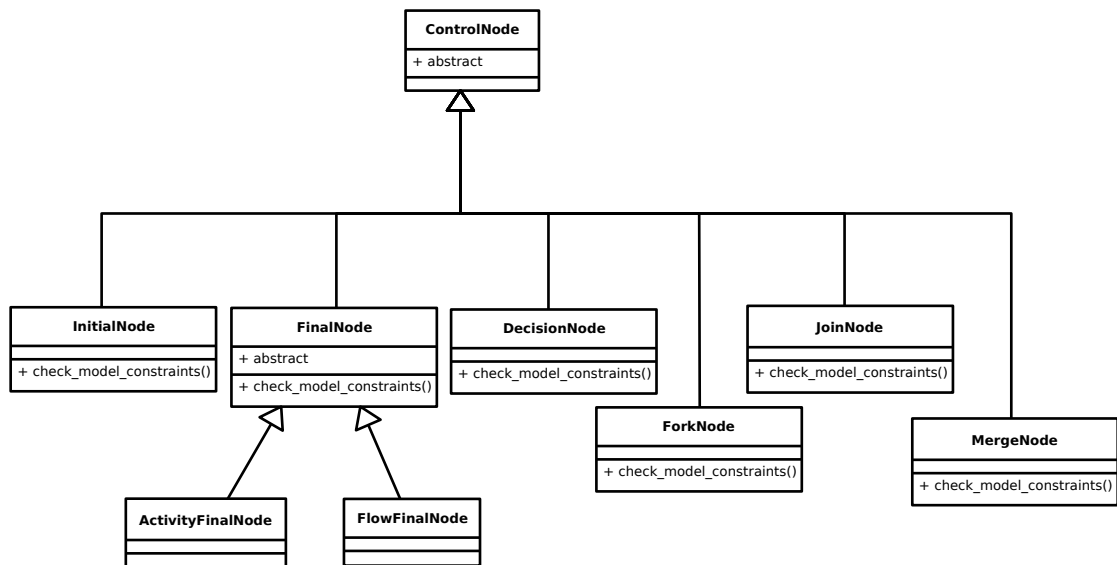 ControlNode
+ abstract
InitialNode
+ check_model_constraints()
FinalNode
+ abstract
+ check_model_constraints()
DecisionNode
+ check_model_constraints()
JoinNode
+ check_model_constraints()
ForkNode
+ check_model_constraints()
MergeNode
+ check_model_constraints()
ActivityFinalNode
FlowFinalNode